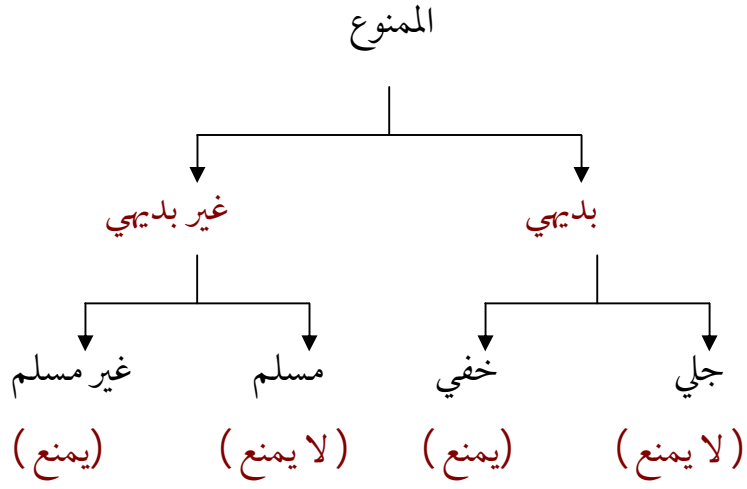 الممنوع
بديهي غير بديهي
جلي خفي مسلم غير مسلم
(لا يمنع) (يمنع) (لا يمنع) (يمنع)